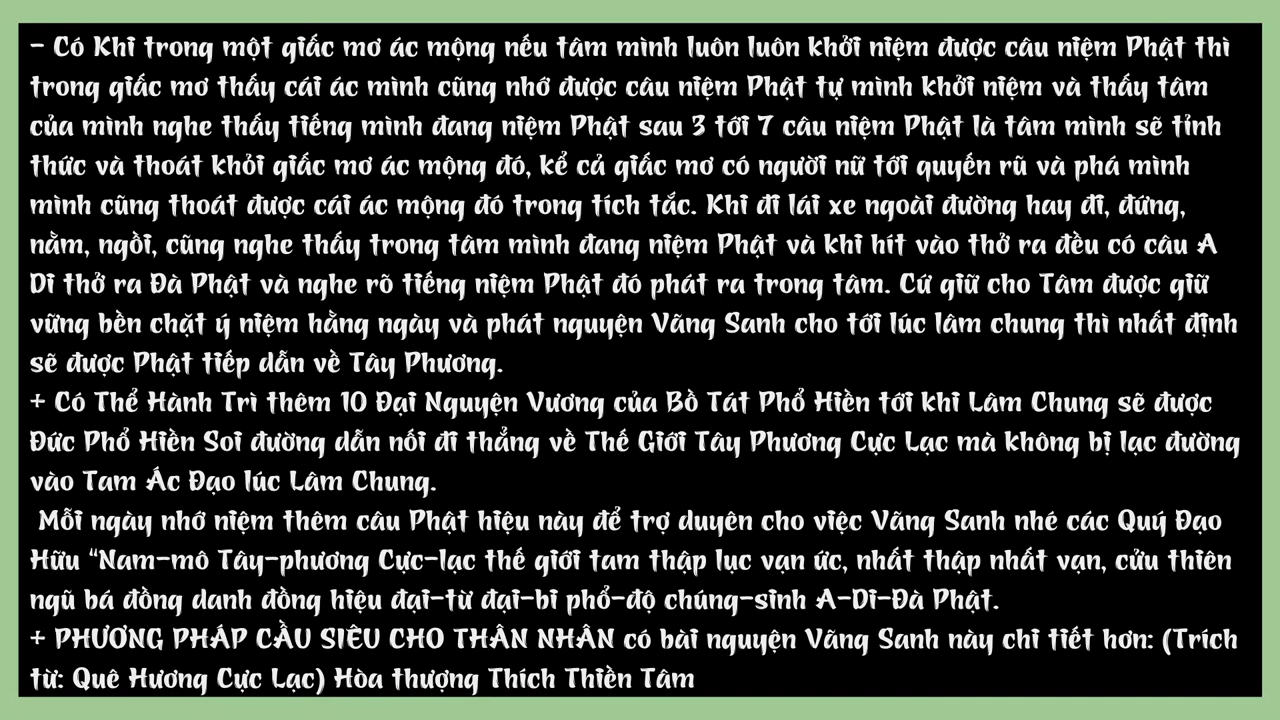 - Có Khi trong một giấc mơ ác mộng nếu tâm mình luôn luôn khởi niệm được câu niệm Phật thì
trong giấc mơ thấy cái ác mình cũng nhớ được câu niệm Phật tự mình khởi niệm và thấy tâm
của mình nghe thấy tiếng mình đang niệm Phật sau 3 tới 7 câu niệm Phật là tâm mình sẽ tỉnh
thức và thoát khỏi giấc mơ ác mộng đó, kể cả giấc mơ có người nữ tới quyến rũ và phá mình
mình cũng thoát được cái ác mộng đó trong tích tắc. Khi đi lái xe ngoài đường hay đi, đứng,
nằm, ngồi, cũng nghe thấy trong tâm mình đang niệm Phật và khi hít vào thở ra đều có câu A
Di thở ra Đà Phật và nghe rõ tiếng niệm Phật đó phát ra trong tâm. Cứ giữ cho Tâm được giữ
vững bền chặt ý niệm hằng ngày và phát nguyện Vãng Sanh cho tới lúc lâm chung thì nhất định
sẽ được Phật tiếp dẫn về Tây Phương.
+ Có Thể Hành Trì thêm 10 Đại Nguyện Vương của Bồ Tát Phổ Hiền tới khi Lâm Chung sẽ được
Đức Phổ Hiền Soi đường dẫn nối đi thẳng về Thế Giới Tây Phương Cực Lạc mà không bị lạc đường
vào Tam Ác Đạo lúc Lâm Chung.
Mỗi ngày nhớ niệm thêm câu Phật hiệu này để trợ duyên cho việc Vãng Sanh nhé các Quý Đạo
Hữu “Nam-mô Tây-phương Cực-lạc thế giới tam thập lục vạn ức, nhất thập nhất vạn, cửu thiên
ngũ bá đồng danh đồng hiệu đại-từ đại-bi phổ-độ chúng-sinh A-Di-Đà Phật.
+ PHƯƠNG PHÁP CẦU SIÊU CHO THÂN NHÂN có bài nguyện Vãng Sanh này chi tiết hơn: (Trích
từ: Quê Hương Cực Lạc) Hòa thượng Thích Thiền Tâm